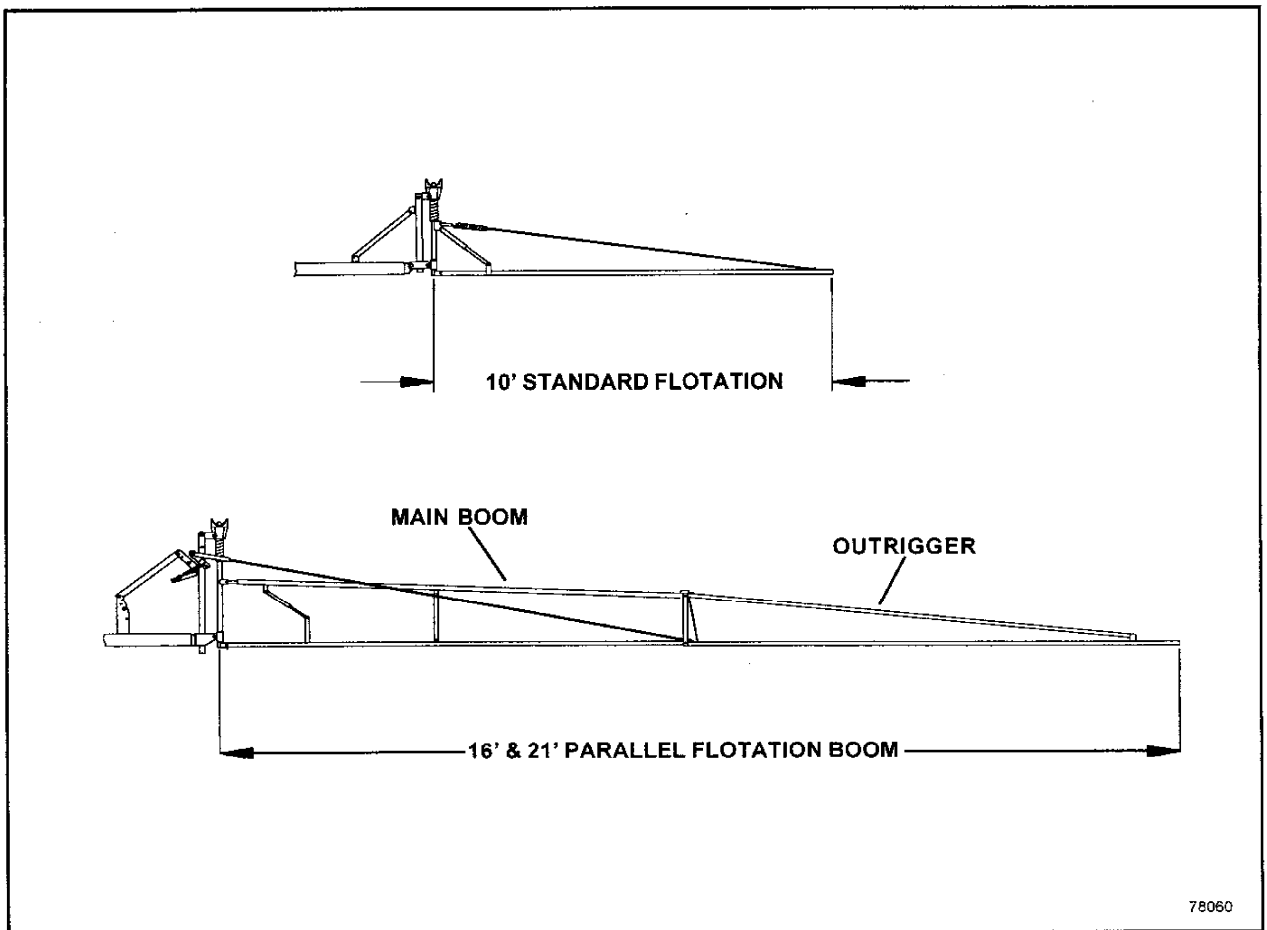 10' STANDARD FLOTATION
MAIN BOOM
OUTRIGGER
16' & 21' PARALLEL FLOTATION BOOM
78060